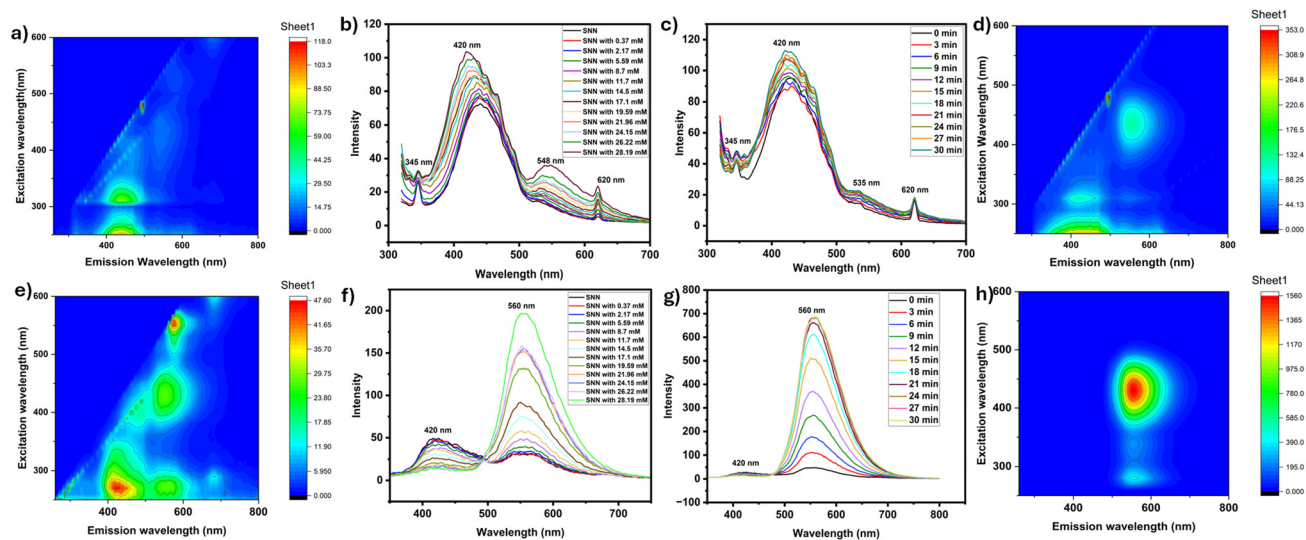 a)
Sheet1
600
500
400
300
200
400
600
800
Excitation wavelength(nm)
Emission Wavelength (nm)
118.0
103.3
88.50
73.75
59.00
44.25
29.50
14.75
0.000
b)
120
100
80
60
40
20
0
300
400
500
600
700
Intensity
Wavelength (nm)
420 nm
345 nm
548 nm
620 nm
SNN
SNN with 0.37 mM
SNN with 2.17 mM
SNN with 5.59 mM
SNN with 8.7 mM
SNN with 11.7 mM
SNN with 14.5 mM
SNN with 17.1 mM
SNN with 19.59 mM
SNN with 21.96 mM
SNN with 24.15 mM
SNN with 26.22 mM
SNN with 28.19 mM
c)
120
100
80
60
40
20
0
300
400
500
600
700
Intensity
Wavelength (nm)
420 nm
345 nm
535 nm
620 nm
0 min
3 min
6 min
9 min
12 min
15 min
18 min
21 min
24 min
27 min
30 min
d)
Sheet1
600
500
400
300
200
400
600
800
Excitation Wavelength (nm)
Emission wavelength (nm)
353.0
308.9
264.8
220.6
176.5
132.4
88.25
44.13
0.000
e)
Sheet1
600
500
400
300
200
400
600
800
Excitation wavelength (nm)
Emission wavelength (nm)
47.60
41.65
35.70
29.75
23.80
17.85
11.90
5.950
0.000
f)
200
150
100
50
0
350
400
450
500
550
600
650
700
750
Intensity
Wavelength (nm)
420 nm
560 nm
SNN
SNN with 0.37 mM
SNN with 2.17 mM
SNN with 5.59 mM
SNN with 8.7 mM
SNN with 11.7 mM
SNN with 14.5 mM
SNN with 17.1 mM
SNN with 19.59 mM
SNN with 21.96 mM
SNN with 24.15 mM
SNN with 26.22 mM
SNN with 28.19 mM
g)
800
700
600
500
400
300
200
100
0
−100
400
500
600
700
800
Intensity
Wavelength (nm)
420 nm
560 nm
0 min
3 min
6 min
9 min
12 min
15 min
18 min
21 min
24 min
27 min
30 min
h)
Sheet1
600
500
400
300
200
400
600
800
Excitation wavelength (nm)
Emission wavelength (nm)
1560
1365
1170
975.0
780.0
585.0
390.0
195.0
0.000